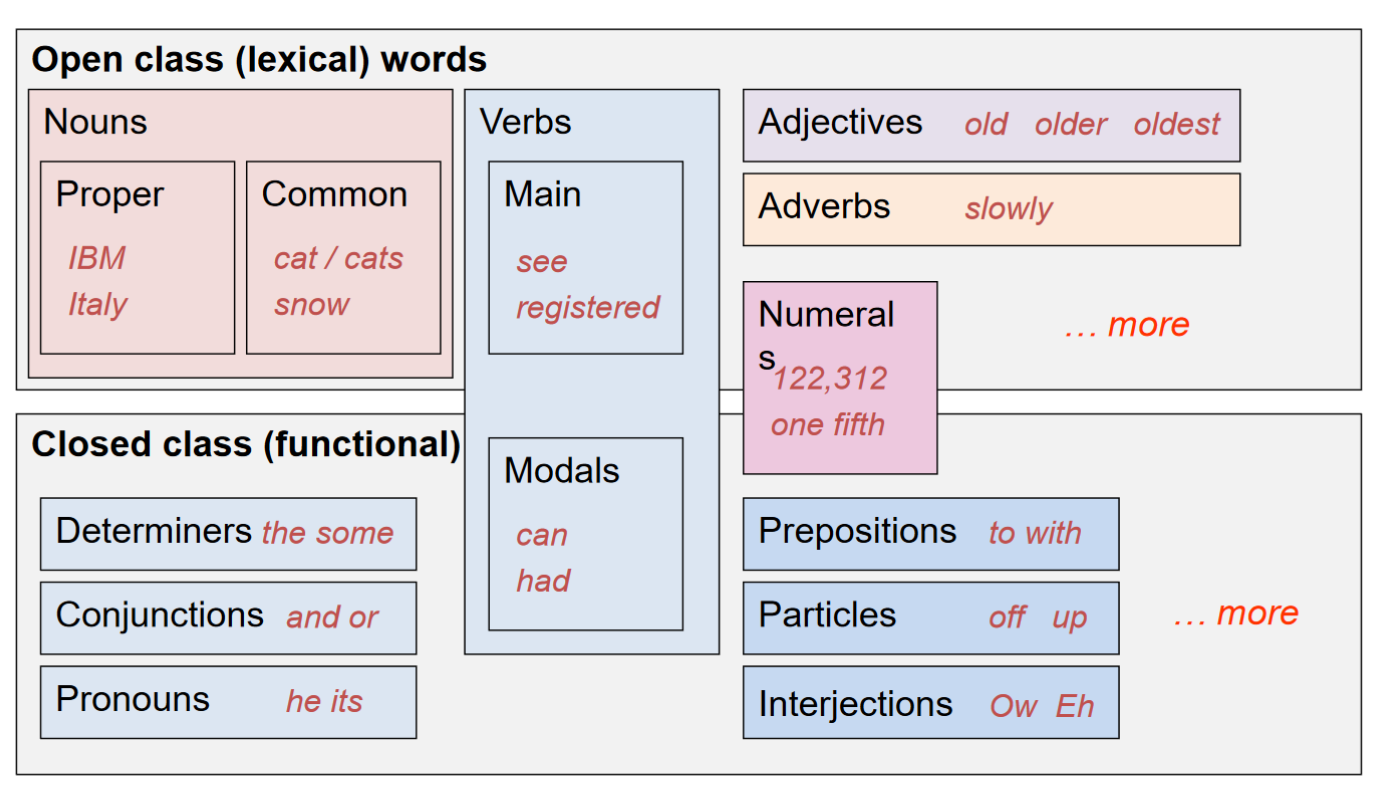 Open class (lexical) words
Nouns
Proper
IBM
Italy
Common
cat / cats
snow
Verbs
Main
see
registered
Adjectives old older oldest
Adverbs slowly
Numeral
s
122,312
one fifth
… more
Closed class (functional)
Determiners the some
Conjunctions and or
Pronouns he its
Modals
can
had
Prepositions to with
Particles off up
Interjections Ow Eh
… more